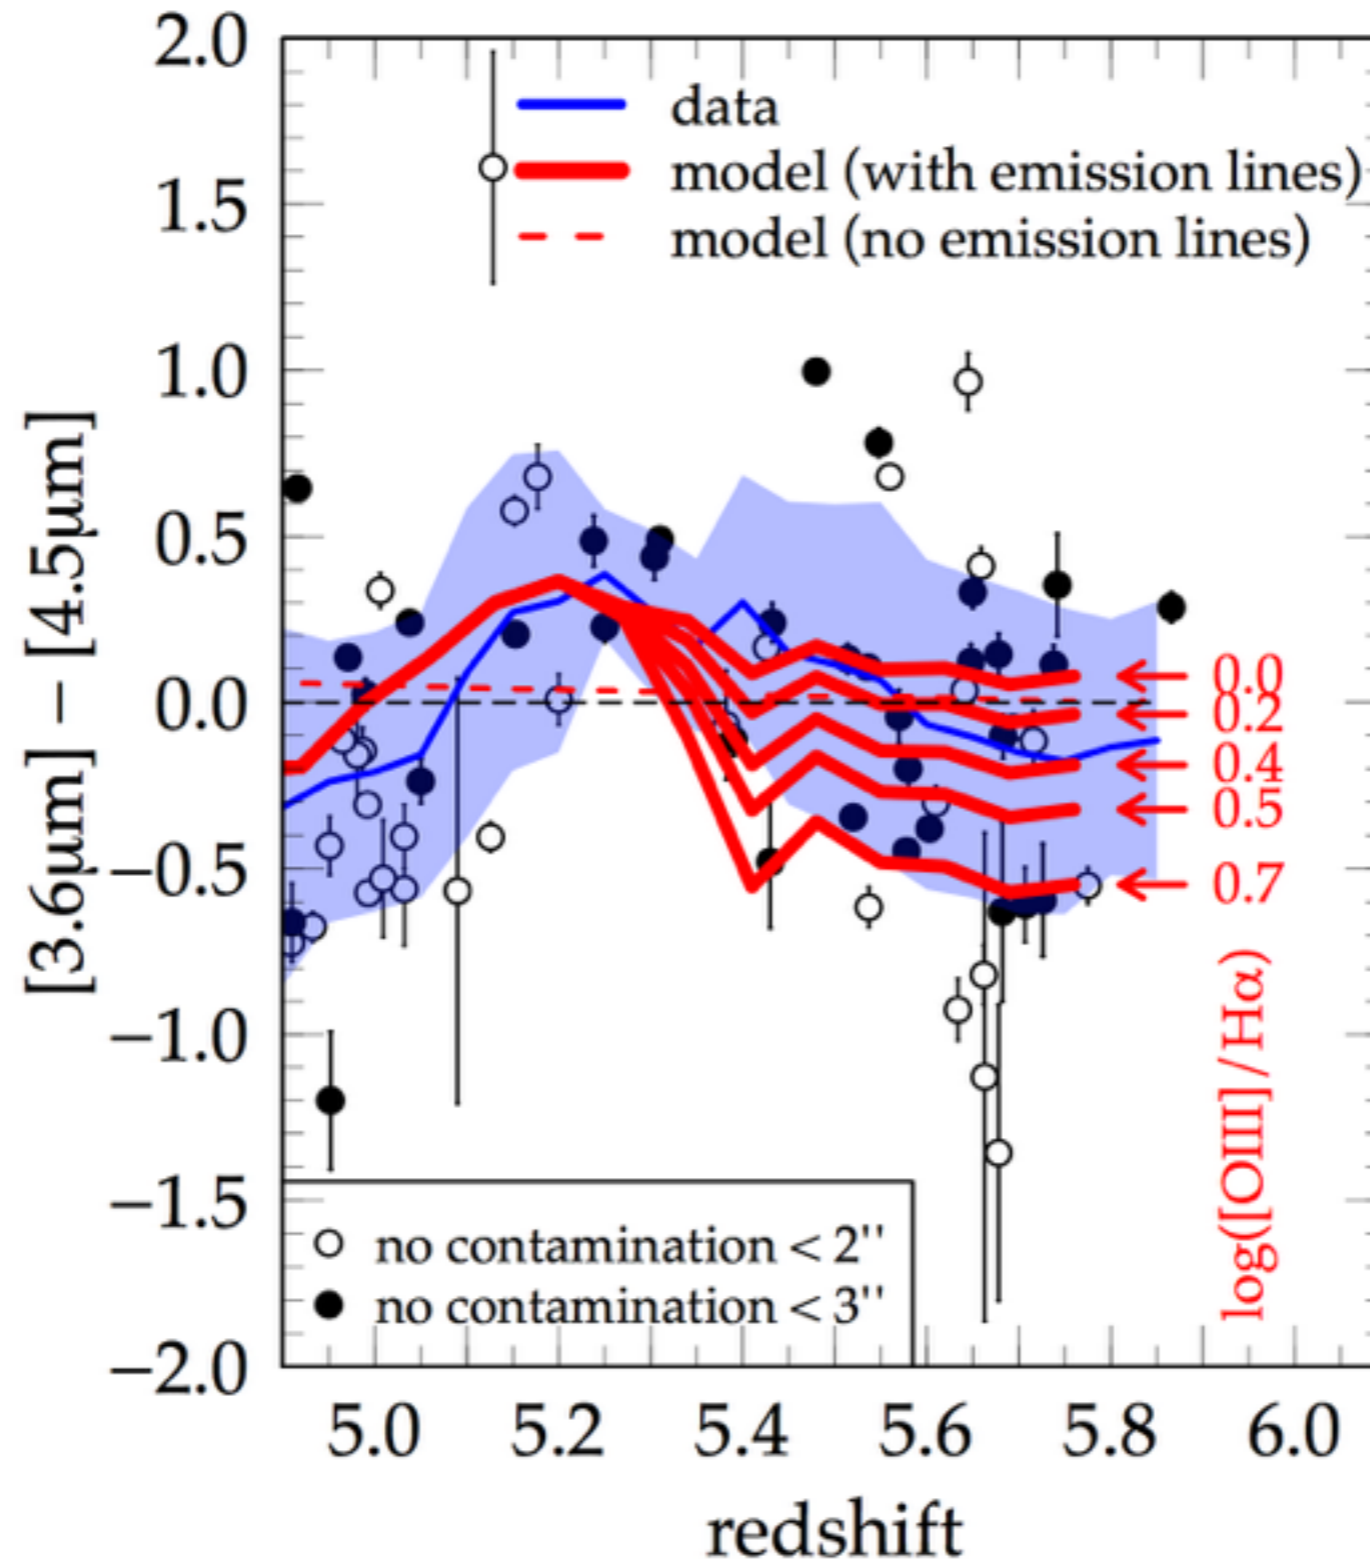 2.0
data
model (with emission lines)
model (no emission lines)
1.5
1.0
0.5
0.0
−0.5
−1.0
−1.5
−2.0
[3.6μm] − [4.5μm]
0.0
0.2
0.4
0.5
0.7
log([OIII]/Hα)
no contamination < 2''
no contamination < 3''
5.0 5.2 5.4 5.6 5.8 6.0
redshift